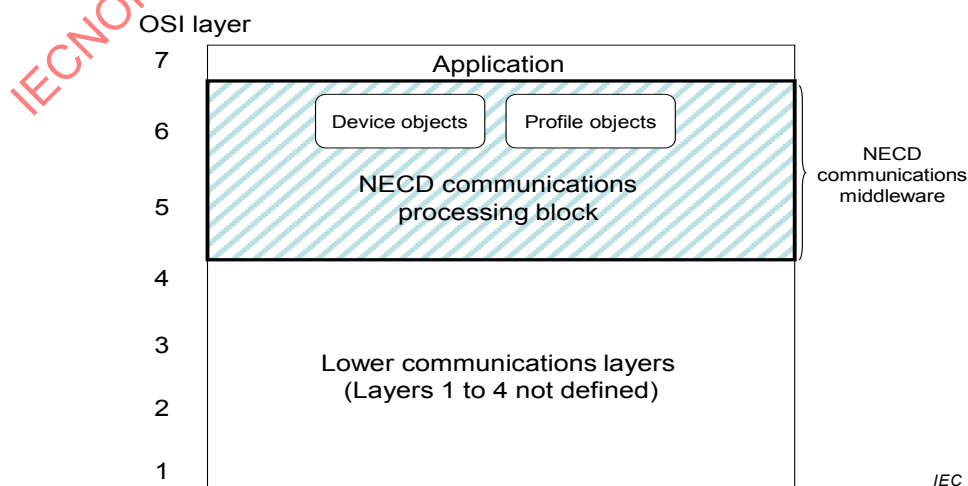 OSI layer
7
Application
6
Device objects
Profile objects
NECD communications
processing block
5
NECD
communications
middleware
4
3
Lower communications layers
(Layers 1 to 4 not defined)
2
1
IEC